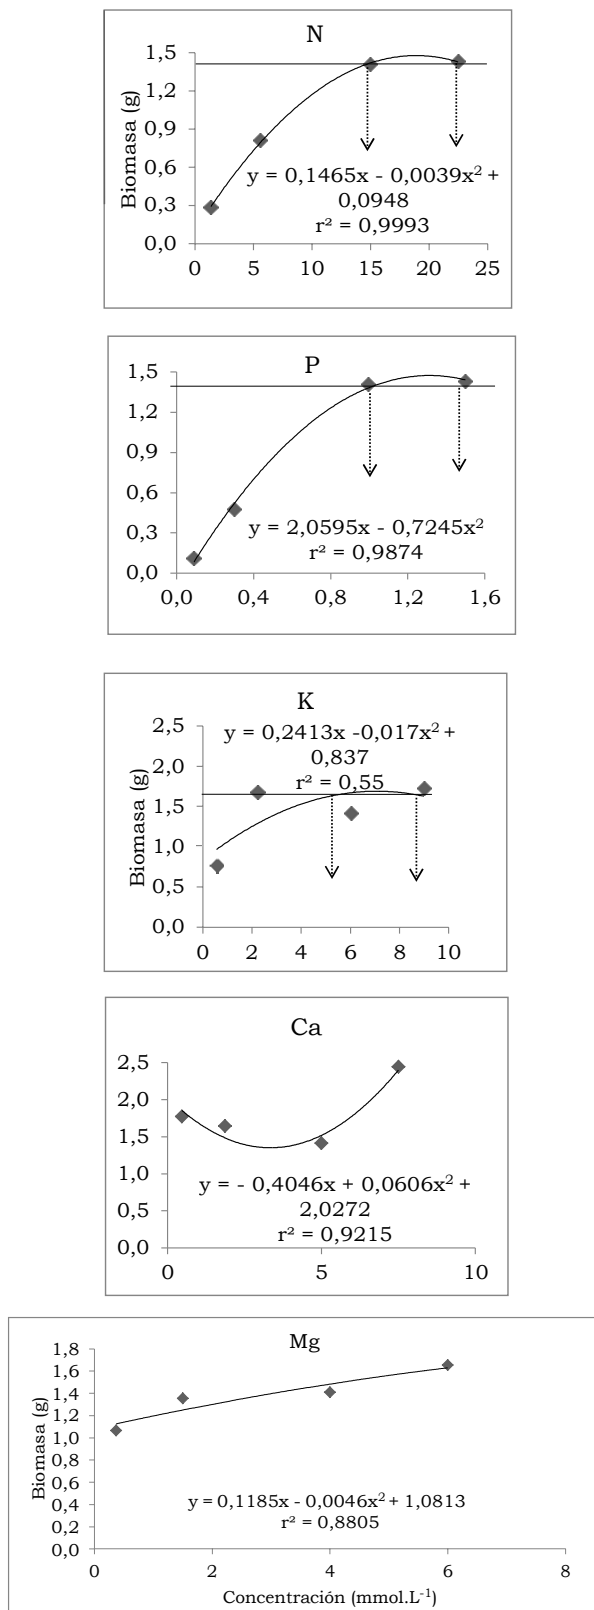 N
1,5
1,2
0,9
0,6
0,3
0,0
Biomasa (g)
y = 0,1465x - 0,0039x² +
0,0948
r² = 0,9993
0 5 10 15 20 25
P
1,5
1,2
0,9
0,6
0,3
0,0
y = 2,0595x - 0,7245x²
r² = 0,9874
0,0 0,4 0,8 1,2 1,6
K
2,5
2,0
1,5
1,0
0,5
0,0
Biomasa (g)
y = 0,2413x -0,017x² +
0,837
r² = 0,55
0 2 4 6 8 10
Ca
2,5
2,0
1,5
1,0
0,5
0,0
y = - 0,4046x + 0,0606x² +
2,0272
r² = 0,9215
0 5 10
Mg
1,8
1,6
1,4
1,2
1,0
0,8
0,6
0,4
0,2
0,0
Biomasa (g)
y = 0,1185x - 0,0046x² + 1,0813
r² = 0,8805
0 2 4 6 8
Concentración (mmol.L⁻¹)